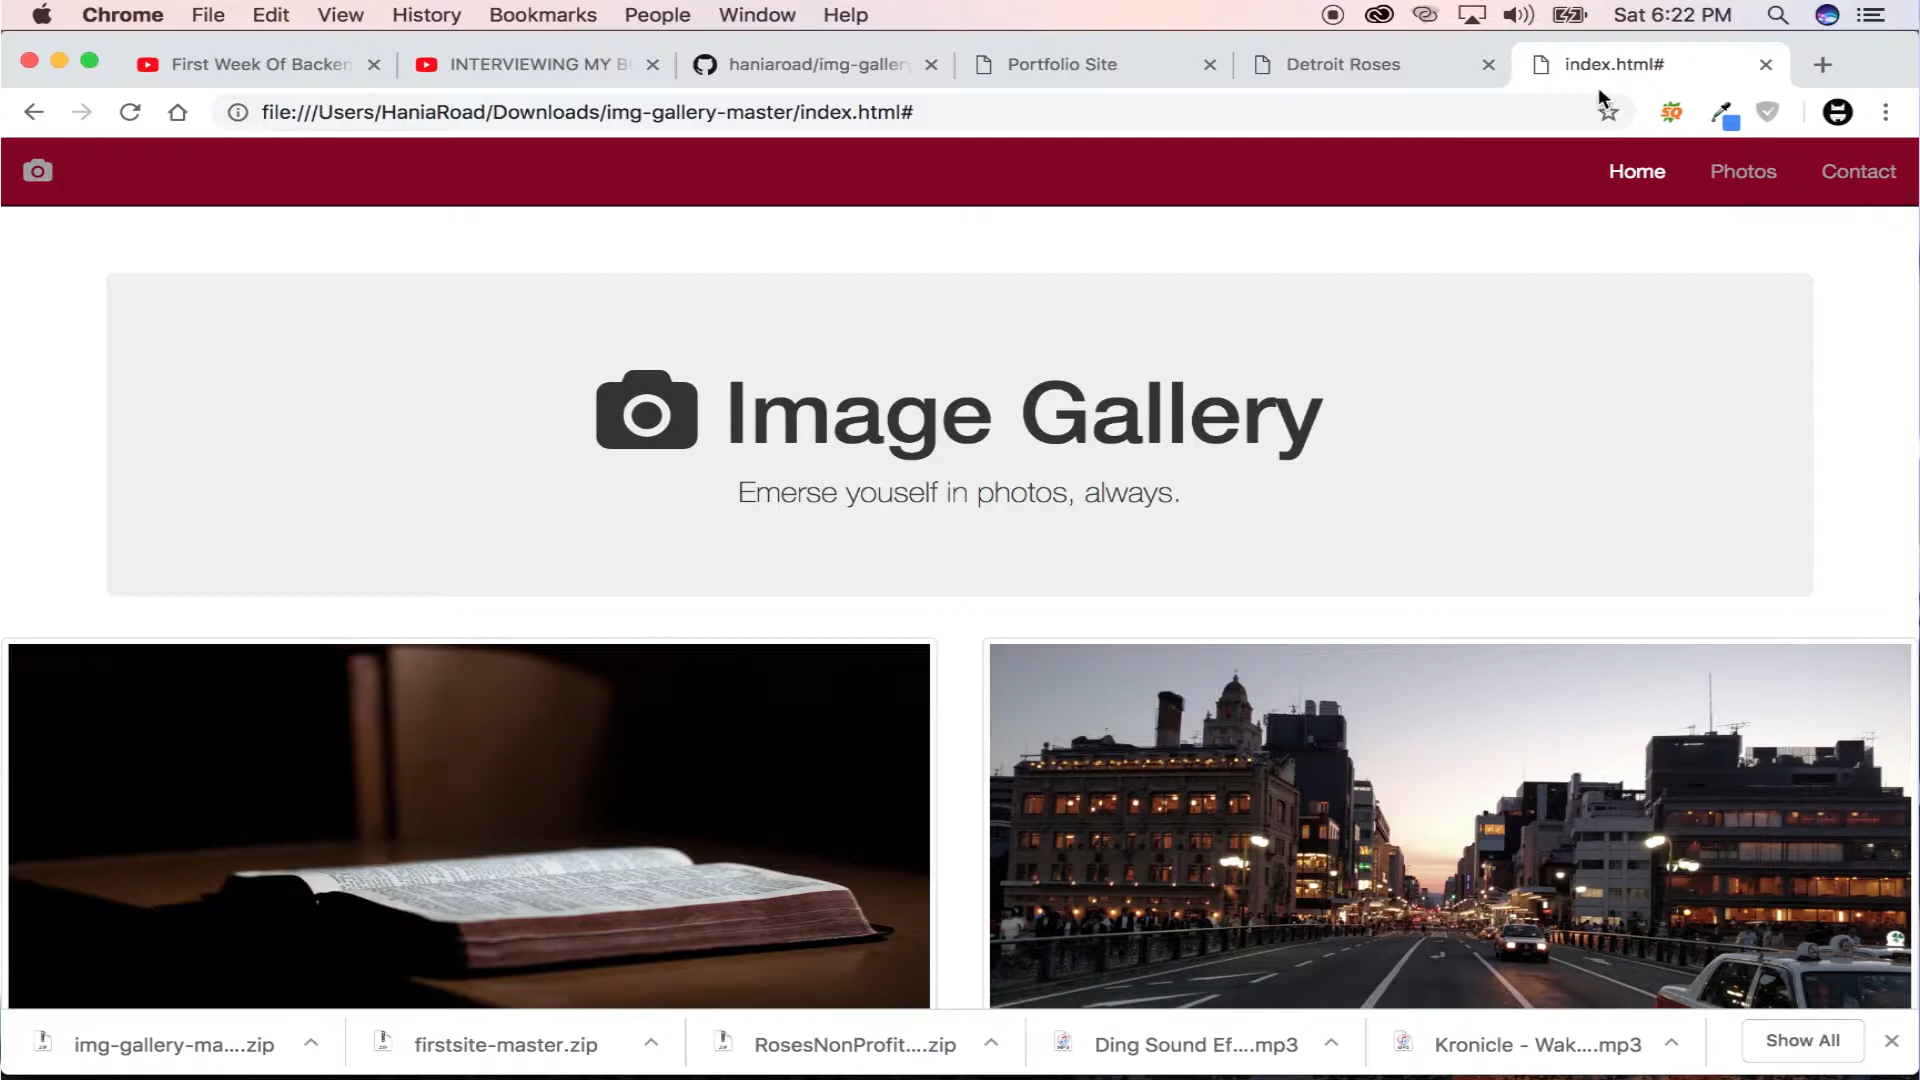 Chrome File Edit View History Bookmarks People Window Help Sat 6:22 PM
First Week Of Backen INTERVIEWING MY B haniaroad/img-gallery Portfolio Site Detroit Roses index.html#
file:///Users/HaniaRoad/Downloads/img-gallery-master/index.html# SQ
Home Photos Contact
Image Gallery
Emerse youself in photos, always.
img-gallery-ma....zip firstsite-master.zip RosesNonProfit....zip Ding Sound Ef....mp3 Kronicle - Wak....mp3 Show All